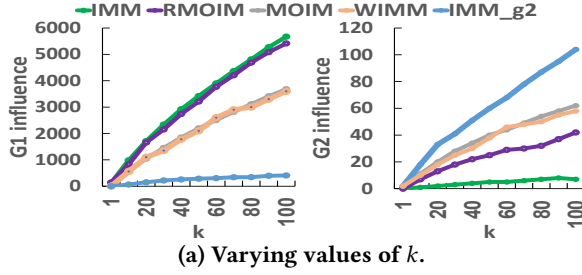 IMM RMOIM MOIM WIMM IMM_g2
G1 influence
6000
5000
4000
3000
2000
1000
0
1 20 40 60 80 100
k
G2 influence
120
100
80
60
40
20
0
1 20 40 60 80 100
k
(a) Varying values of k.